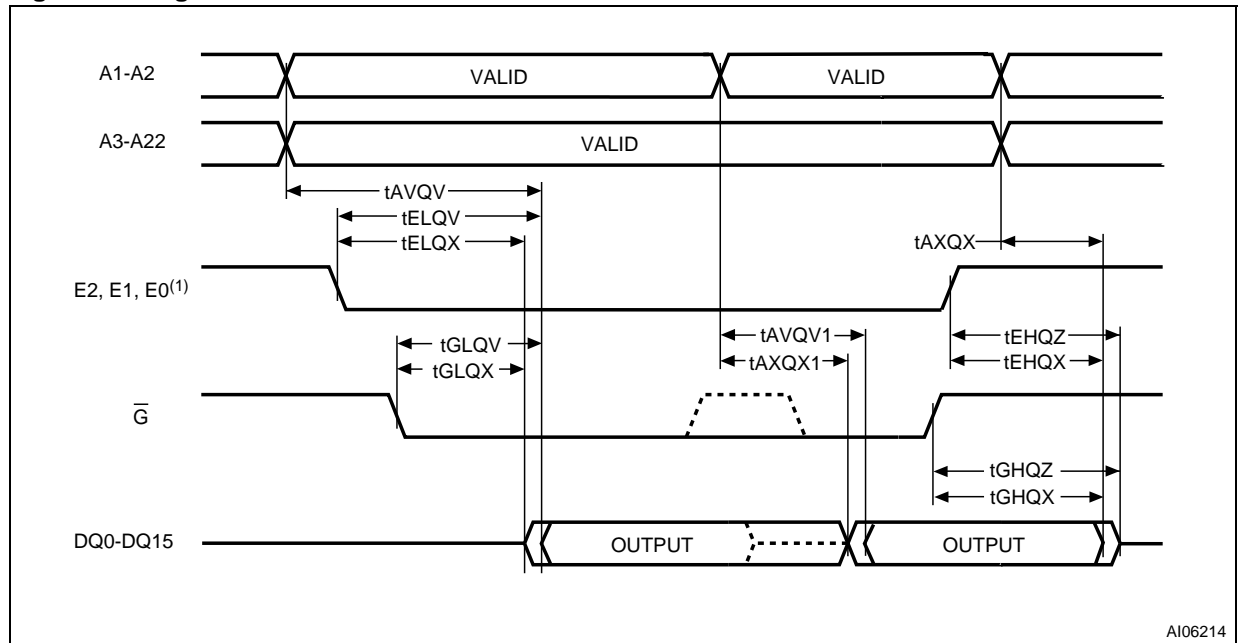 A1-A2
VALID
VALID
A3-A22
VALID
tAVQV
tELQV
tELQX
tAXQX
E2, E1, E0(1)
tAVQV1
tEHQZ
tGLQV
tAXQX1
tEHQX
tGLQX
G
tGHQZ
tGHQX
DQ0-DQ15
OUTPUT
OUTPUT
AI06214